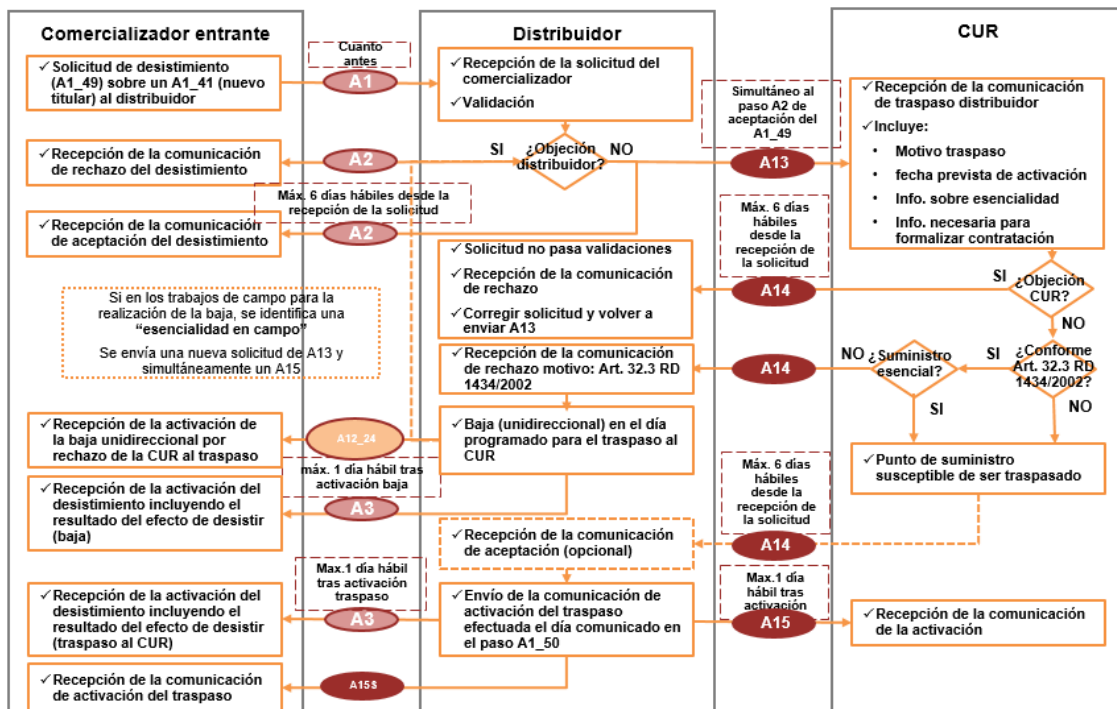 Comercializador entrante
✓ Solicitud de desistimiento
(A1_49) sobre un A1_41 (nuevo
titular) al distribuidor
✓ Recepción de la comunicación
de rechazo del desistimiento
✓ Recepción de la comunicación
de aceptación del desistimiento
Si en los trabajos de campo para la
realización de la baja, se identifica una
“esencialidad en campo”
Se envía una nueva solicitud de A13 y
simultáneamente un A15
✓ Recepción de la activación de
la baja unidireccional por
rechazo de la CUR al traspaso
✓ Recepción de la activación del
desistimiento incluyendo el
resultado del efecto de desistir
(baja)
✓ Recepción de la activación del
desistimiento incluyendo el
resultado del efecto de desistir
(traspaso al CUR)
✓ Recepción de la comunicación
de activación del traspaso
Cuanto
antes
A1
A2
Máx. 6 días hábiles desde la
recepción de la solicitud
A2
A12_24
máx. 1 día hábil tras
activación baja
A3
Max.1 día hábil
tras activación
traspaso
A3
A15S
Distribuidor
✓ Recepción de la solicitud del
comercializador
✓ Validación
SI
¿Objeción
distribuidor?
NO
✓ Solicitud no pasa validaciones
✓ Recepción de la comunicación
de rechazo
✓ Corregir solicitud y volver a
enviar A13
✓ Recepción de la comunicación
de rechazo motivo: Art. 32.3 RD
1434/2002
✓ Baja (unidireccional) en el día
programado para el traspaso al
CUR
✓ Recepción de la comunicación
de aceptación (opcional)
✓ Envío de la comunicación de
activación del traspaso
efectuada el día comunicado en
el paso A1_50
Simultáneo al
paso A2 de
aceptación del
A1_49
A13
Máx. 6 días
hábiles
desde la
recepción de
la solicitud
A14
A14
Máx. 6 días
hábiles
desde la
recepción de
la solicitud
A14
Max.1 día
hábil tras
activación
A15
CUR
✓ Recepción de la comunicación
de traspaso distribuidor
✓ Incluye:
• Motivo traspaso
• fecha prevista de activación
• Info. sobre esencialidad
• Info. necesaria para
formalizar contratación
SI
¿Objeción
CUR?
NO
NO
¿Suministro
esencial?
SI
SI
¿Conforme
Art. 32.3 RD
1434/2002?
NO
✓ Punto de suministro
susceptible de ser traspasado
✓ Recepción de la comunicación
de la activación